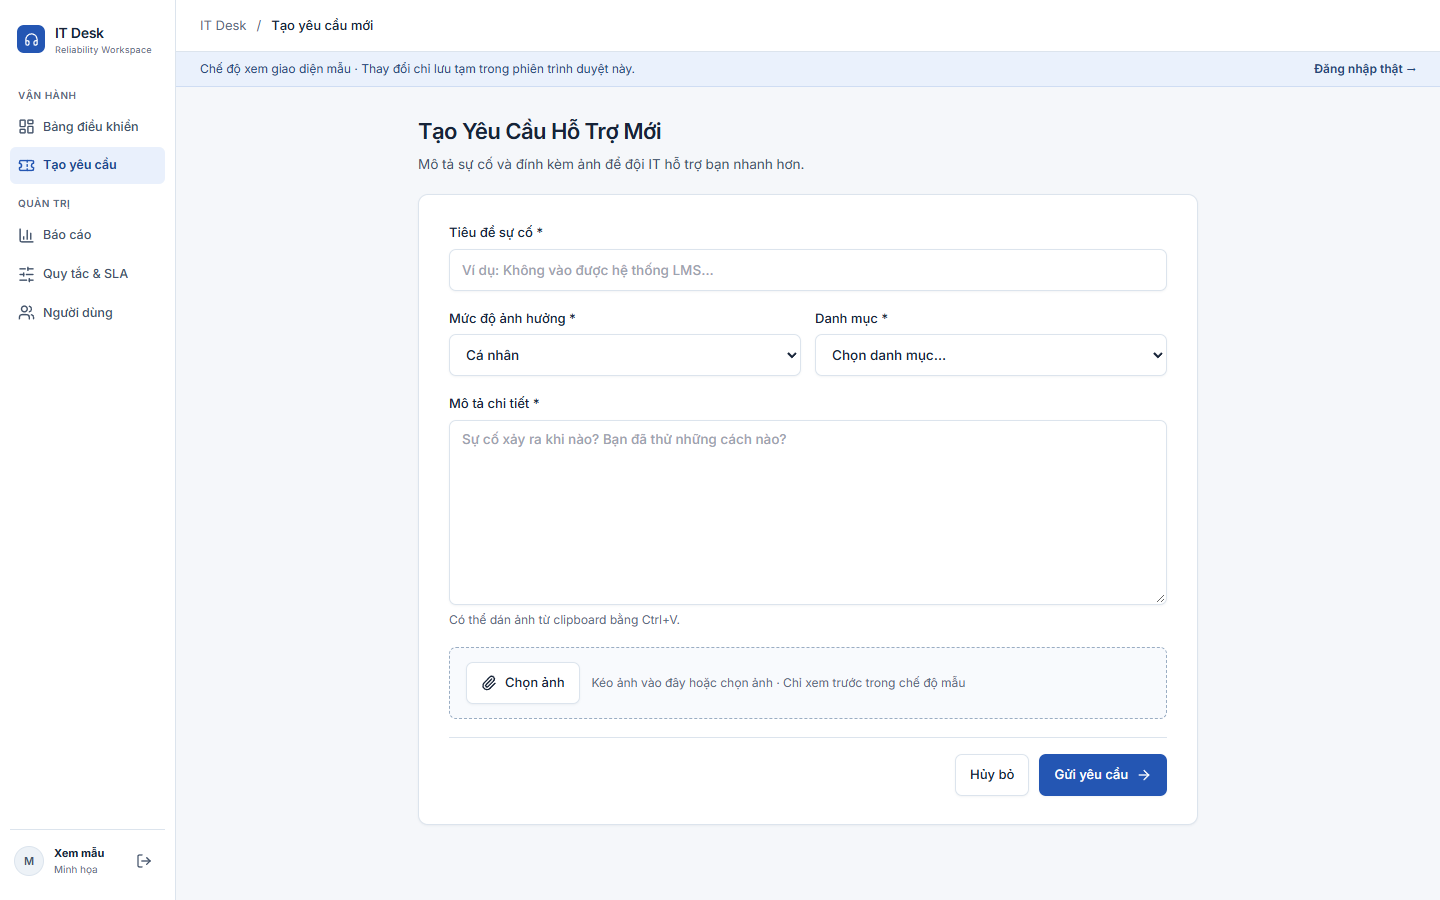 IT Desk
Reliability Workspace
VẬN HÀNH
Bảng điều khiển
Tạo yêu cầu
QUẢN TRỊ
Báo cáo
Quy tắc & SLA
Người dùng
M
Xem mẫu
Minh họa
IT Desk / Tạo yêu cầu mới
Chế độ xem giao diện mẫu · Thay đổi chỉ lưu tạm trong phiên trình duyệt này.
Đăng nhập thật →
Tạo Yêu Cầu Hỗ Trợ Mới
Mô tả sự cố và đính kèm ảnh để đội IT hỗ trợ bạn nhanh hơn.
Tiêu đề sự cố *
Ví dụ: Không vào được hệ thống LMS...
Mức độ ảnh hưởng *
Danh mục *
Cá nhân
Chọn danh mục...
Mô tả chi tiết *
Sự cố xảy ra khi nào? Bạn đã thử những cách nào?
Có thể dán ảnh từ clipboard bằng Ctrl+V.
Chọn ảnh
Kéo ảnh vào đây hoặc chọn ảnh · Chỉ xem trước trong chế độ mẫu
Hủy bỏ
Gửi yêu cầu →